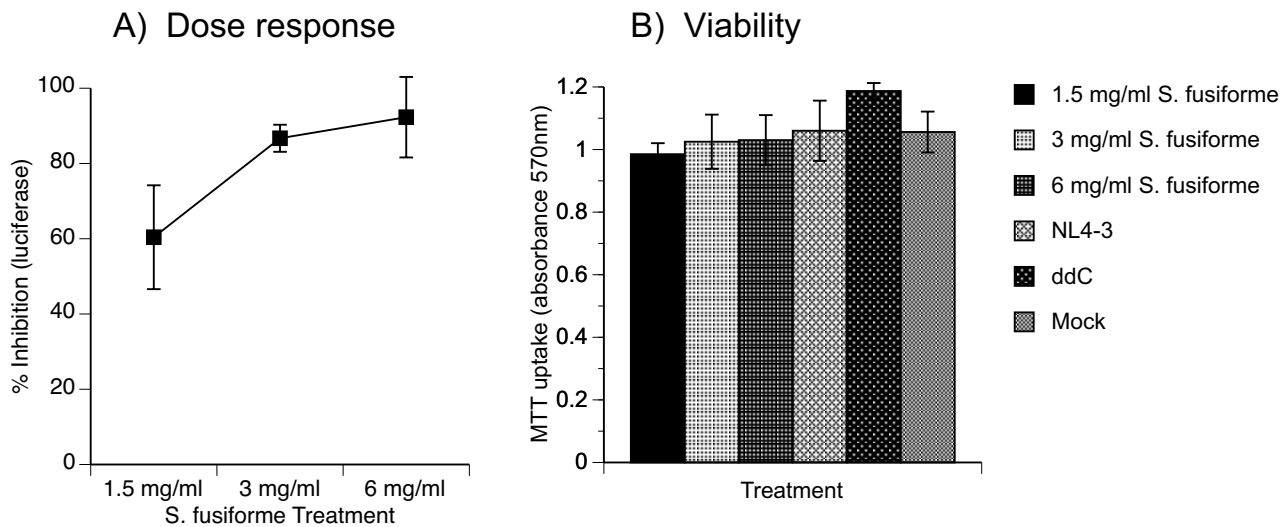 A) Dose response
% Inhibition (luciferase)
100
80
60
40
20
0
1.5 mg/ml
3 mg/ml
6 mg/ml
S. fusiforme Treatment
B) Viability
MTT uptake (absorbance 570nm)
1.2
1
0.8
0.6
0.4
0.2
0
Treatment
1.5 mg/ml S. fusiforme
3 mg/ml S. fusiforme
6 mg/ml S. fusiforme
NL4-3
ddC
Mock